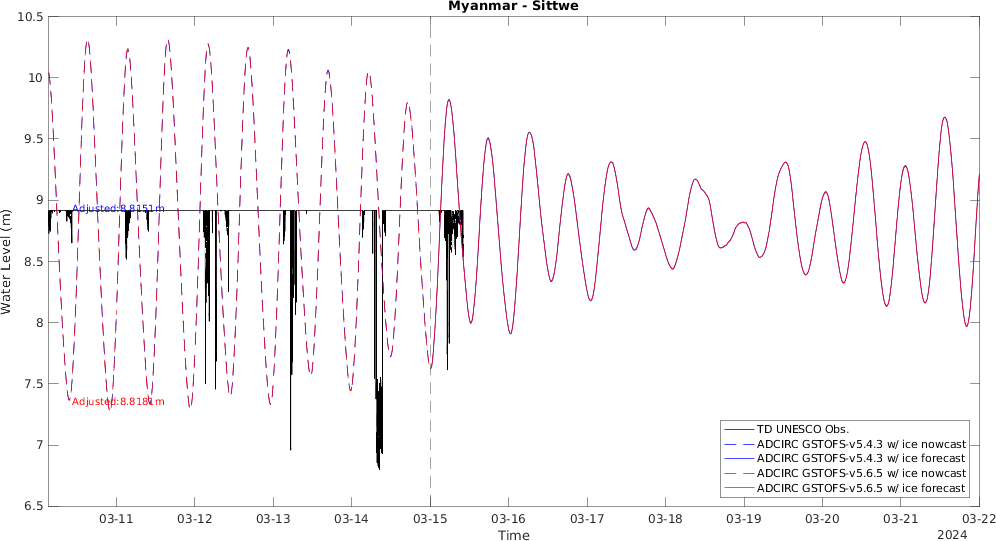 Myanmar - Sittwe
10.5
10
9.5
9
8.5
8
7.5
7
6.5
Water Level (m)
Adjusted:8.8151m
Adjusted:8.8181m
TD UNESCO Obs.
ADCIRC GSTOFS-v5.4.3 w/ ice nowcast
ADCIRC GSTOFS-v5.4.3 w/ ice forecast
ADCIRC GSTOFS-v5.6.5 w/ ice nowcast
ADCIRC GSTOFS-v5.6.5 w/ ice forecast
03-11 03-12 03-13 03-14 03-15 03-16 03-17 03-18 03-19 03-20 03-21 03-22
Time
2024